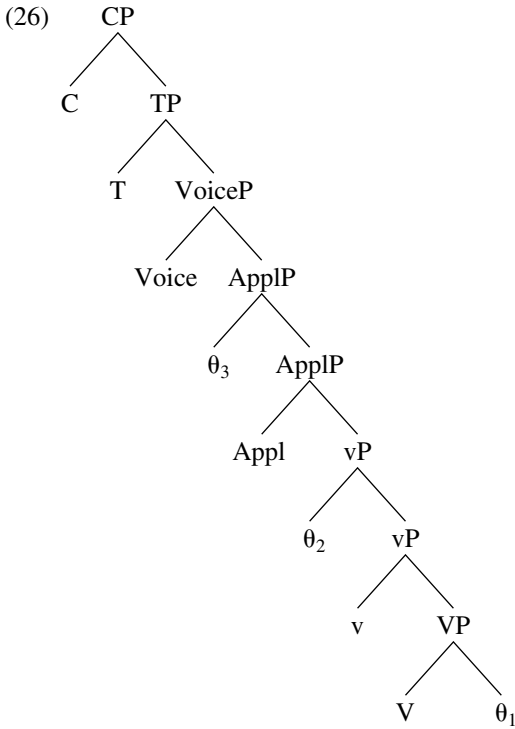 (26) CP
C TP
T VoiceP
Voice ApplP
θ₃ ApplP
Appl vP
θ₂ vP
v VP
V θ₁